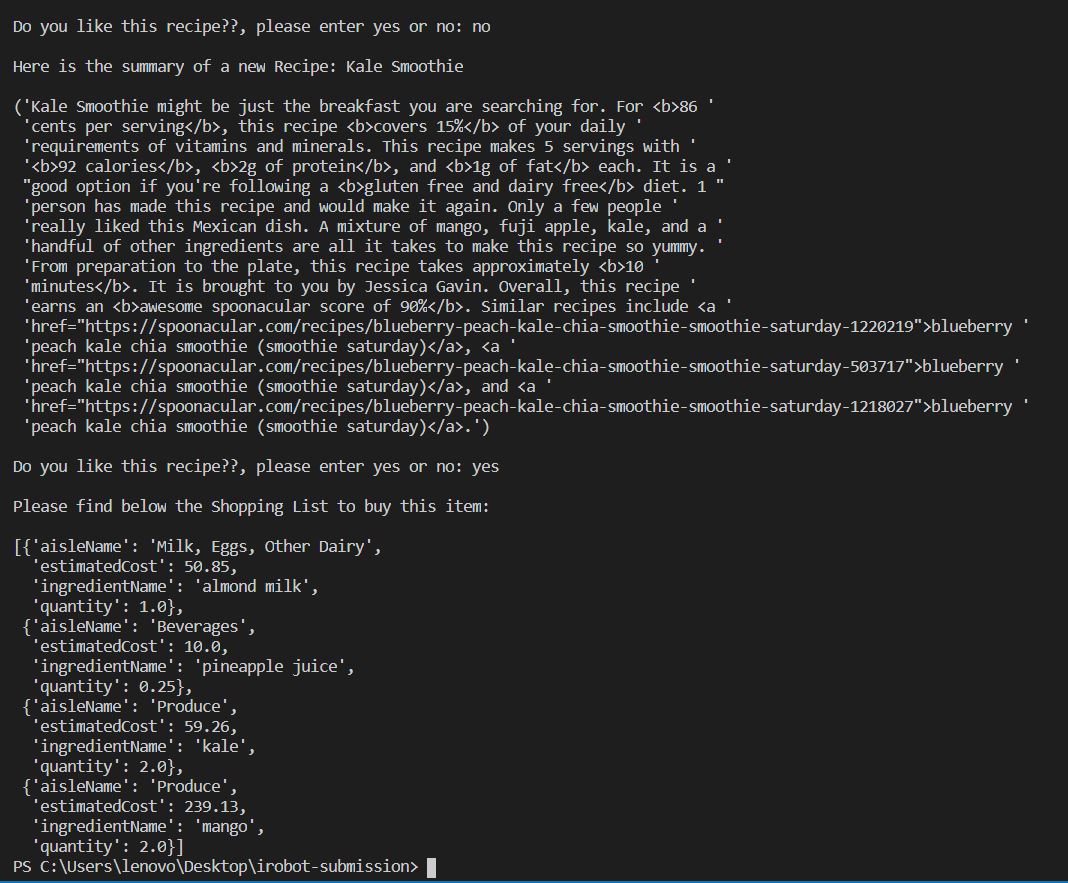 Do you like this recipe??, please enter yes or no: no
Here is the summary of a new Recipe: Kale Smoothie
('Kale Smoothie might be just the breakfast you are searching for. For <b>86 '
'cents per serving</b>, this recipe <b>covers 15%</b> of your daily '
'requirements of vitamins and minerals. This recipe makes 5 servings with '
'<b>92 calories</b>, <b>2g of protein</b>, and <b>1g of fat</b> each. It is a '
"good option if you're following a <b>gluten free and dairy free</b> diet. 1 "
'person has made this recipe and would make it again. Only a few people '
'really liked this Mexican dish. A mixture of mango, fuji apple, kale, and a '
'handful of other ingredients are all it takes to make this recipe so yummy. '
'From preparation to the plate, this recipe takes approximately <b>10 '
'minutes</b>. It is brought to you by Jessica Gavin. Overall, this recipe '
'earns an <b>awesome spoonacular score of 90%</b>. Similar recipes include <a '
'href="https://spoonacular.com/recipes/blueberry-peach-kale-chia-smoothie-smoothie-saturday-1220219">blueberry '
'peach kale chia smoothie (smoothie saturday)</a>, <a '
'href="https://spoonacular.com/recipes/blueberry-peach-kale-chia-smoothie-smoothie-saturday-503717">blueberry '
'peach kale chia smoothie (smoothie saturday)</a>, and <a '
'href="https://spoonacular.com/recipes/blueberry-peach-kale-chia-smoothie-smoothie-saturday-1218027">blueberry '
'peach kale chia smoothie (smoothie saturday)</a>.')
Do you like this recipe??, please enter yes or no: yes
Please find below the Shopping List to buy this item:
[{'aisleName': 'Milk, Eggs, Other Dairy',
'estimatedCost': 50.85,
'ingredientName': 'almond milk',
'quantity': 1.0},
{'aisleName': 'Beverages',
'estimatedCost': 10.0,
'ingredientName': 'pineapple juice',
'quantity': 0.25},
{'aisleName': 'Produce',
'estimatedCost': 59.26,
'ingredientName': 'kale',
'quantity': 2.0},
{'aisleName': 'Produce',
'estimatedCost': 239.13,
'ingredientName': 'mango',
'quantity': 2.0}]
PS C:\Users\lenovo\Desktop\irobot-submission>